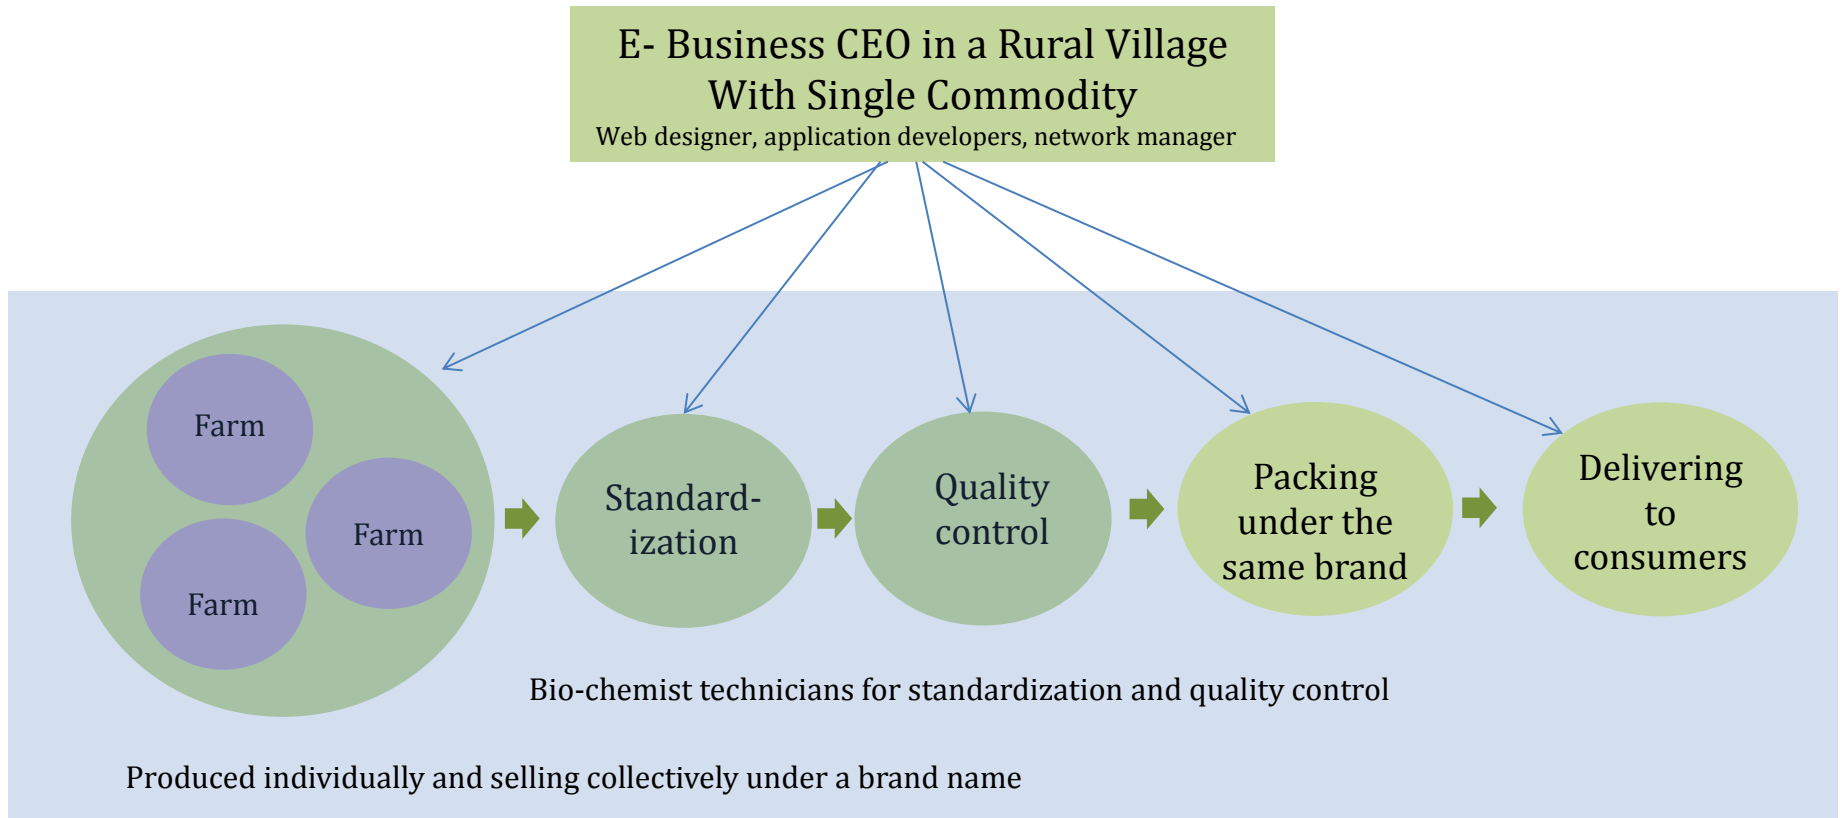 E- Business CEO in a Rural Village
With Single Commodity
Web designer, application developers, network manager
Farm
Farm
Farm
Standard-
ization
Quality
control
Packing
under the
same brand
Delivering
to
consumers
Bio-chemist technicians for standardization and quality control
Produced individually and selling collectively under a brand name